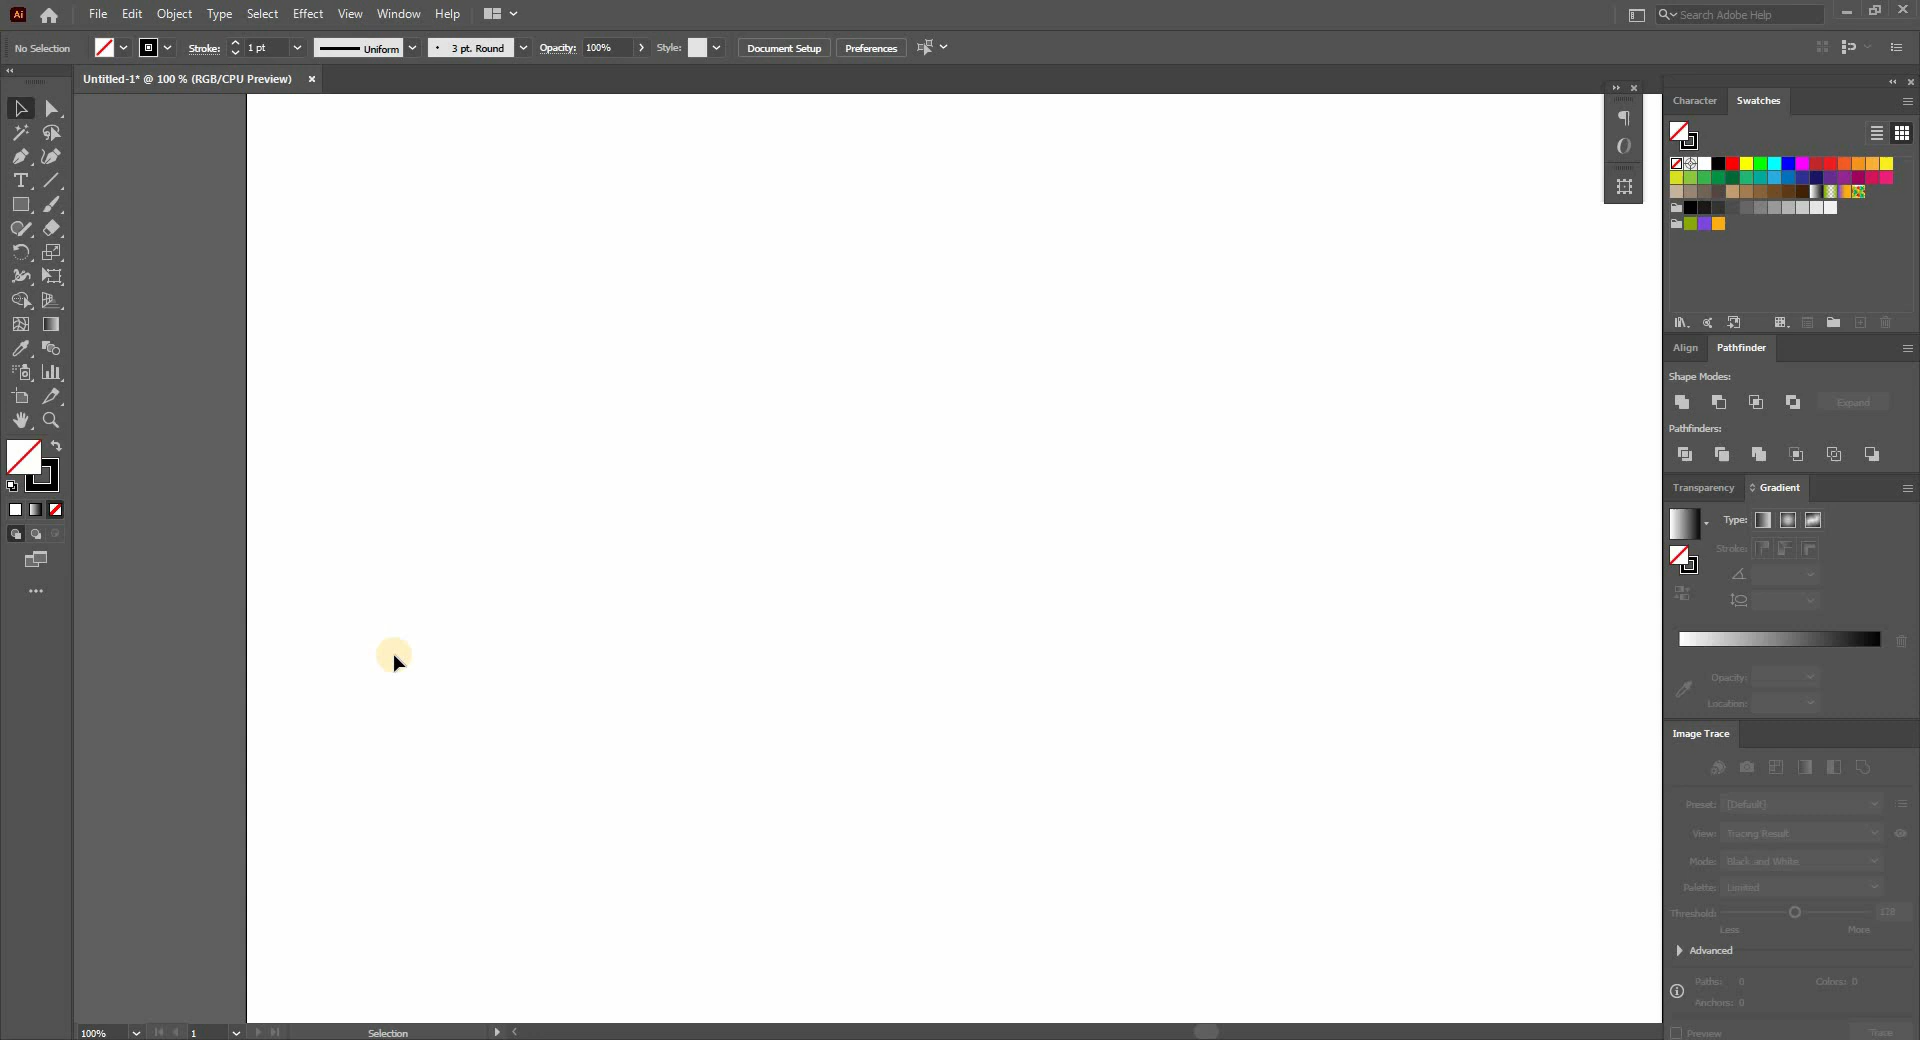 Ai File Edit Object Type Select Effect View Window Help Search Adobe Help
No Selection Stroke: 1 pt Uniform 3 pt. Round Opacity: 100% Style: Document Setup Preferences
Untitled-1* @ 100 % (RGB/CPU Preview)
Character Swatches
Align Pathfinder
Shape Modes:
Expand
Pathfinders:
Transparency Gradient
Type:
Stroke:
Opacity:
Location:
Image Trace
Preset: [Default]
View: Tracing Result
Mode: Black and White
Palette: Limited
Threshold: 128
Less More
Advanced
Paths: 0 Colors: 0
Anchors: 0
Preview Trace
100% 1 Selection